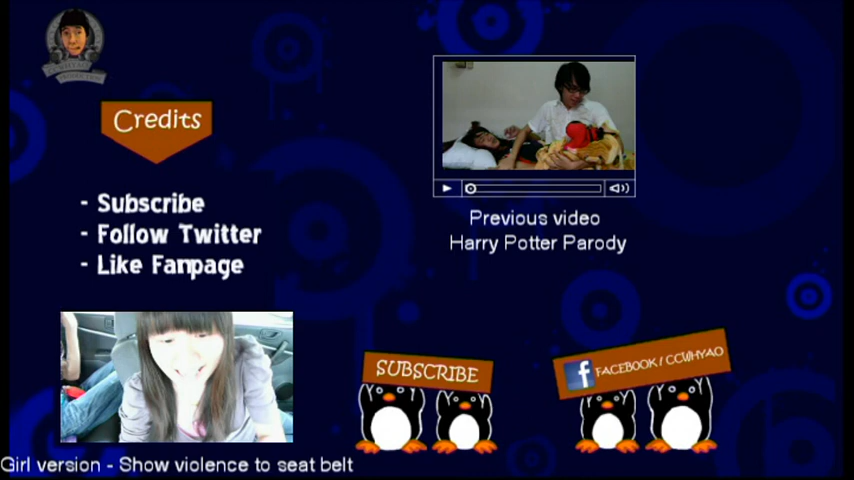 Credits
- Subscribe
- Follow Twitter
- Like Fanpage
Previous video
Harry Potter Parody
SUBSCRIBE
f FACEBOOK / CCWHYAO
Girl version - Show violence to seat belt